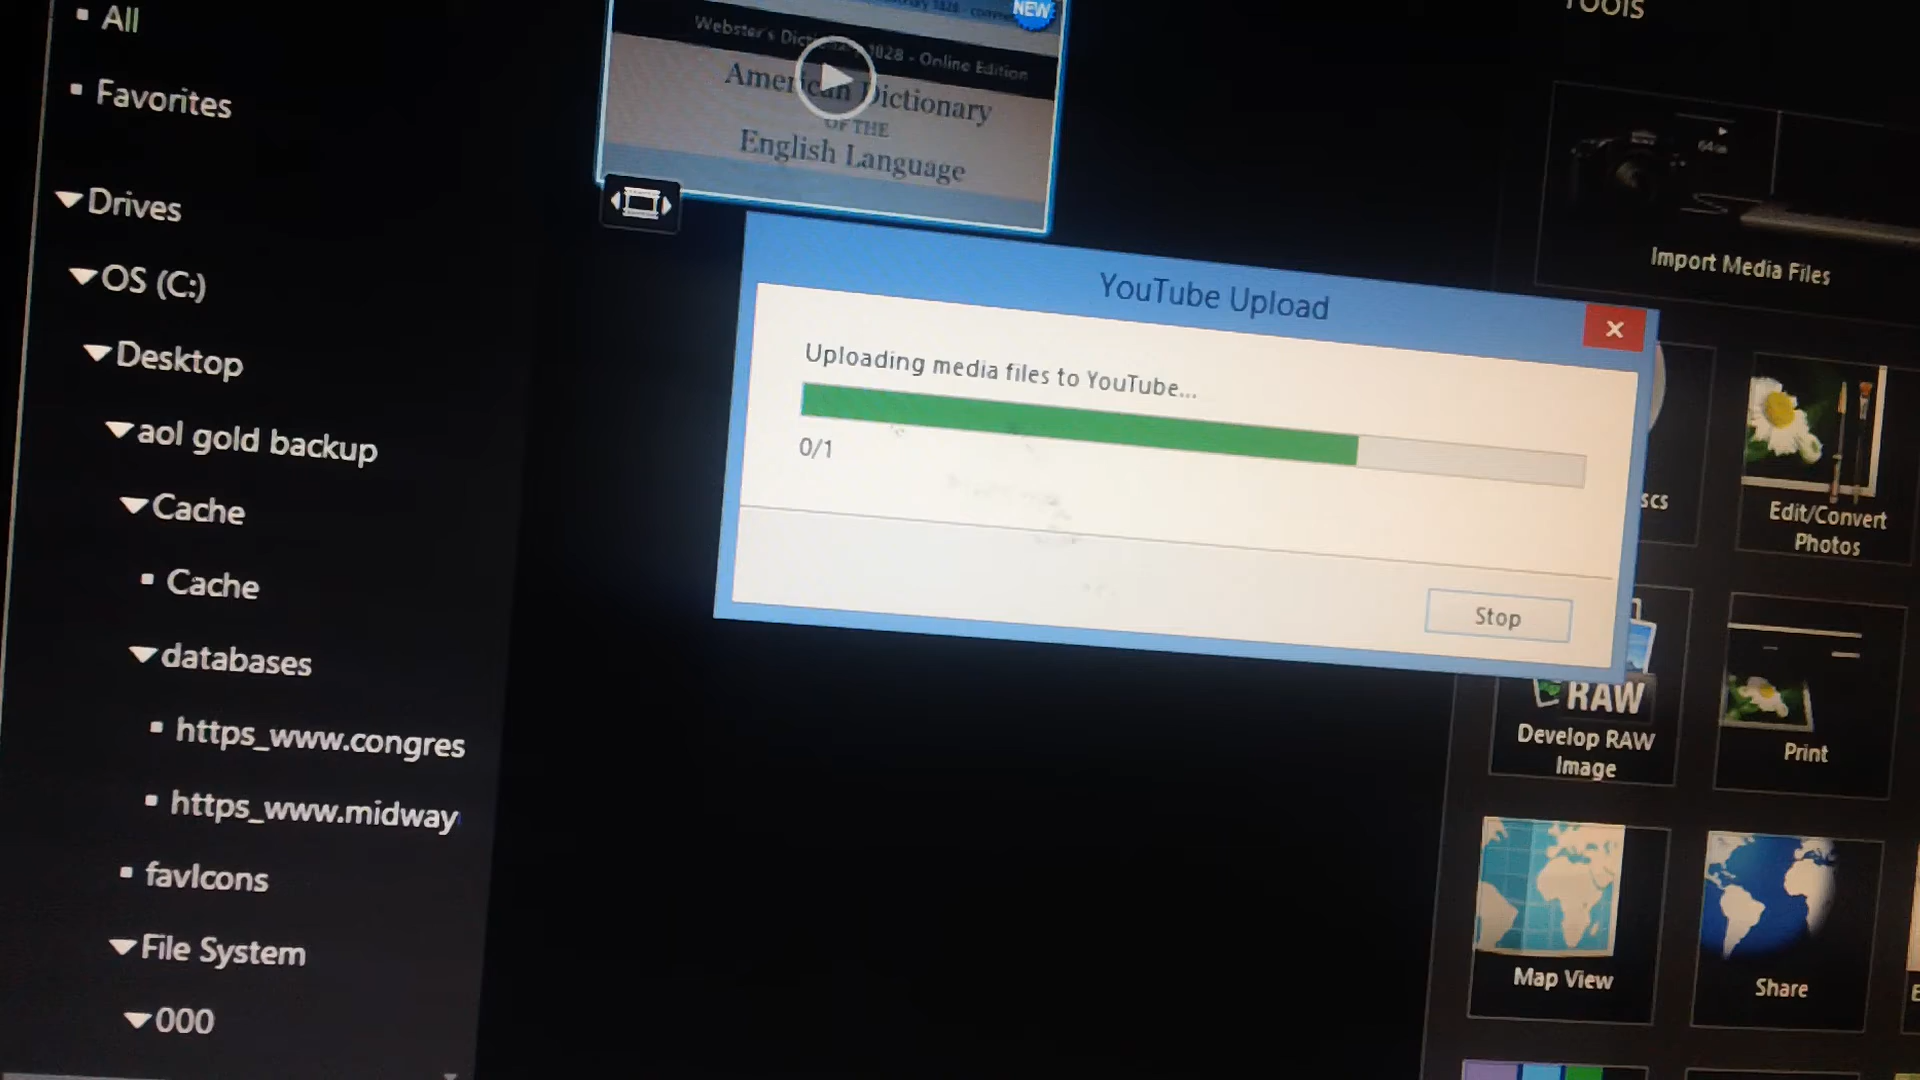 All
Favorites
Drives
OS (C:)
Desktop
aol gold backup
Cache
Cache
databases
https_www.congres
https_www.midway
favIcons
File System
000
NEW
Webster's Dictionary 1828 - Online Edition
American Dictionary
OF THE
English Language
YouTube Upload
Uploading media files to YouTube...
0/1
Stop
Tools
Import Media Files
scs
Edit/Convert
Photos
RAW
Develop RAW
Image
Print
Map View
Share